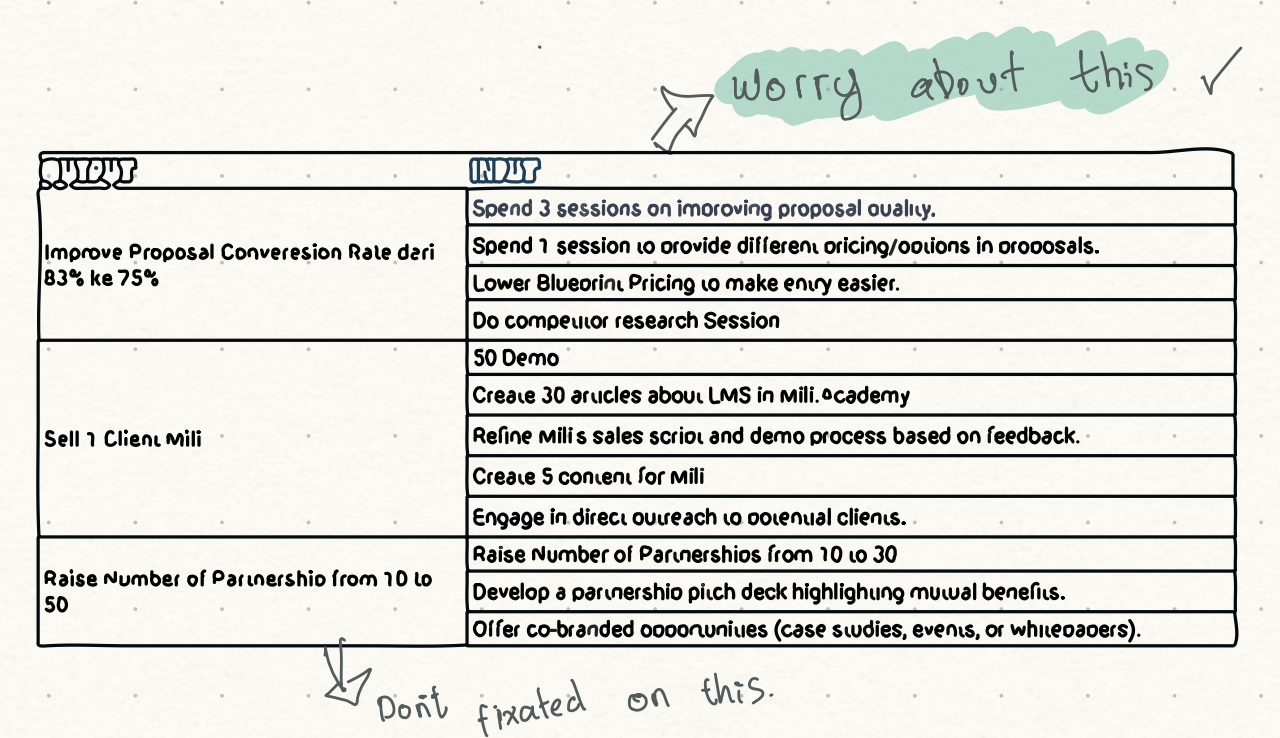 worry about this
OUTPUT
INPUT
Spend 3 sessions on improving proposal quality.
Improve Proposal Converesion Rate dari
83% ke 75%
Spend 1 session to provide different pricing/options in proposals.
Lower Blueprint Pricing to make entry easier.
Do competitor research Session
50 Demo
Create 30 articles about LMS in Mili.Academy
Sell 1 Client Mili
Refine Mili s sales script and demo process based on feedback.
Create 5 content for Mili
Engage in direct outreach to potential clients.
Raise Number of Partnership from 10 to
50
Raise Number of Partnerships from 10 to 30
Develop a partnership pitch deck highlighting mutual benefits.
Offer co-branded opportunities (case studies, events, or whitepapers).
Don't fixated on this.